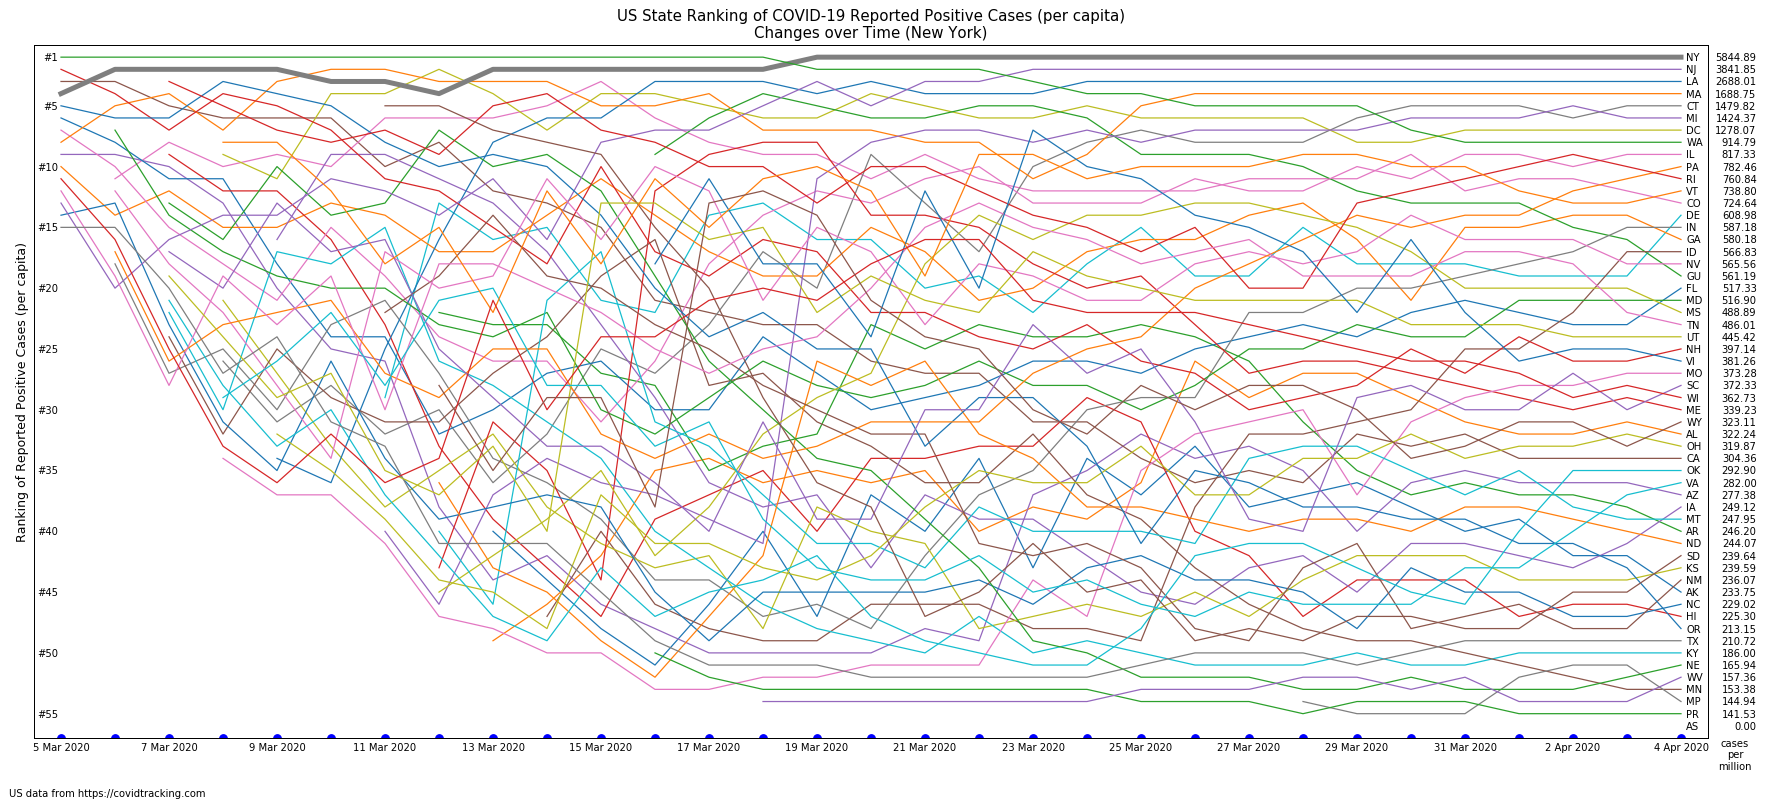 US State Ranking of COVID-19 Reported Positive Cases (per capita)
Changes over Time (New York)
Ranking of Reported Positive Cases (per capita)
#1
#5
#10
#15
#20
#25
#30
#35
#40
#45
#50
#55
NY 5844.89
NJ 3841.85
LA 2688.01
MA 1688.75
CT 1479.82
MI 1424.37
DC 1278.07
WA 914.79
IL 817.33
PA 782.46
RI 760.84
VT 738.80
CO 724.64
DE 608.98
IN 587.18
GA 580.18
ID 566.83
NV 565.56
GU 561.19
FL 517.33
MD 516.90
MS 488.89
TN 486.01
UT 445.42
NH 397.14
VI 381.26
MO 373.28
SC 372.33
WI 362.73
ME 339.23
WY 323.11
AL 322.24
OH 319.87
CA 304.36
OK 292.90
VA 282.00
AZ 277.38
IA 249.12
MT 247.95
AR 246.20
ND 244.07
SD 239.64
KS 239.59
NM 236.07
AK 233.75
NC 229.02
HI 225.30
OR 213.15
TX 210.72
KY 186.00
NE 165.94
WV 157.36
MN 153.38
MP 144.94
PR 141.53
AS 0.00
5 Mar 2020 7 Mar 2020 9 Mar 2020 11 Mar 2020 13 Mar 2020 15 Mar 2020 17 Mar 2020 19 Mar 2020 21 Mar 2020 23 Mar 2020 25 Mar 2020 27 Mar 2020 29 Mar 2020 31 Mar 2020 2 Apr 2020 4 Apr 2020
cases
per
million
US data from https://covidtracking.com